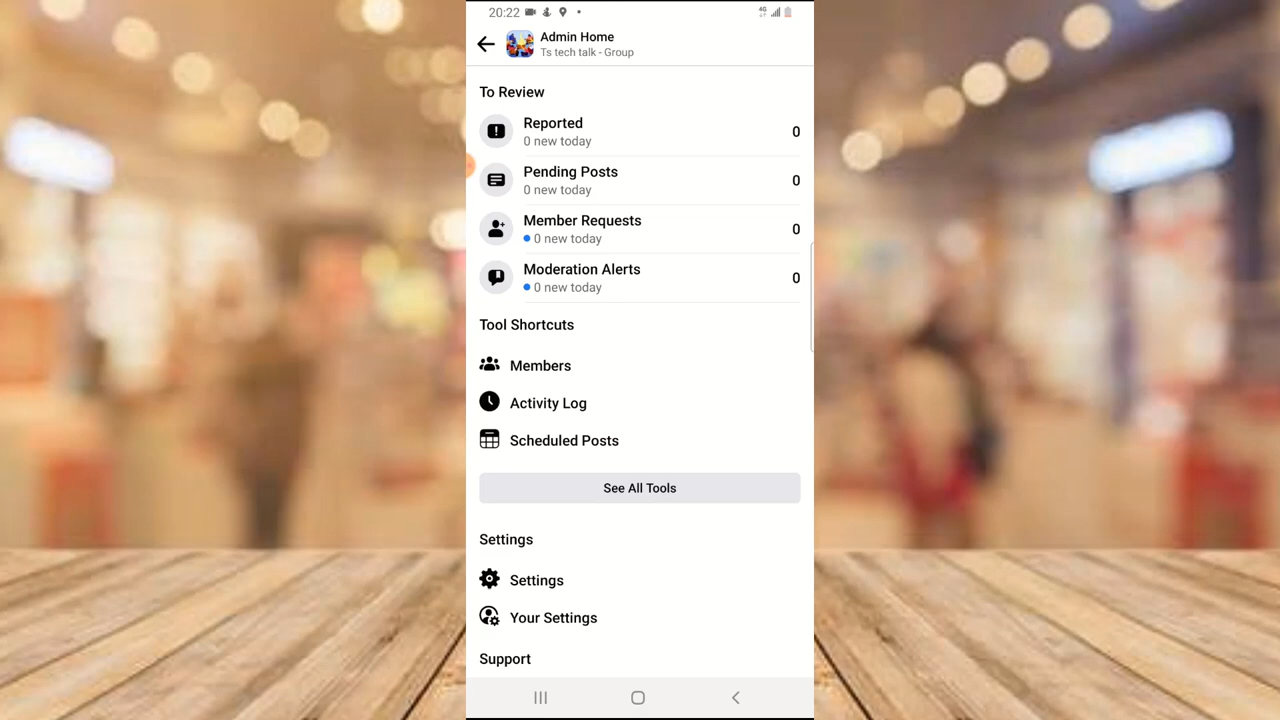 20:22
4G
Admin Home
Ts tech talk - Group
To Review
Reported
0 new today
0
Pending Posts
0 new today
0
Member Requests
0 new today
0
Moderation Alerts
0 new today
0
Tool Shortcuts
Members
Activity Log
Scheduled Posts
See All Tools
Settings
Settings
Your Settings
Support